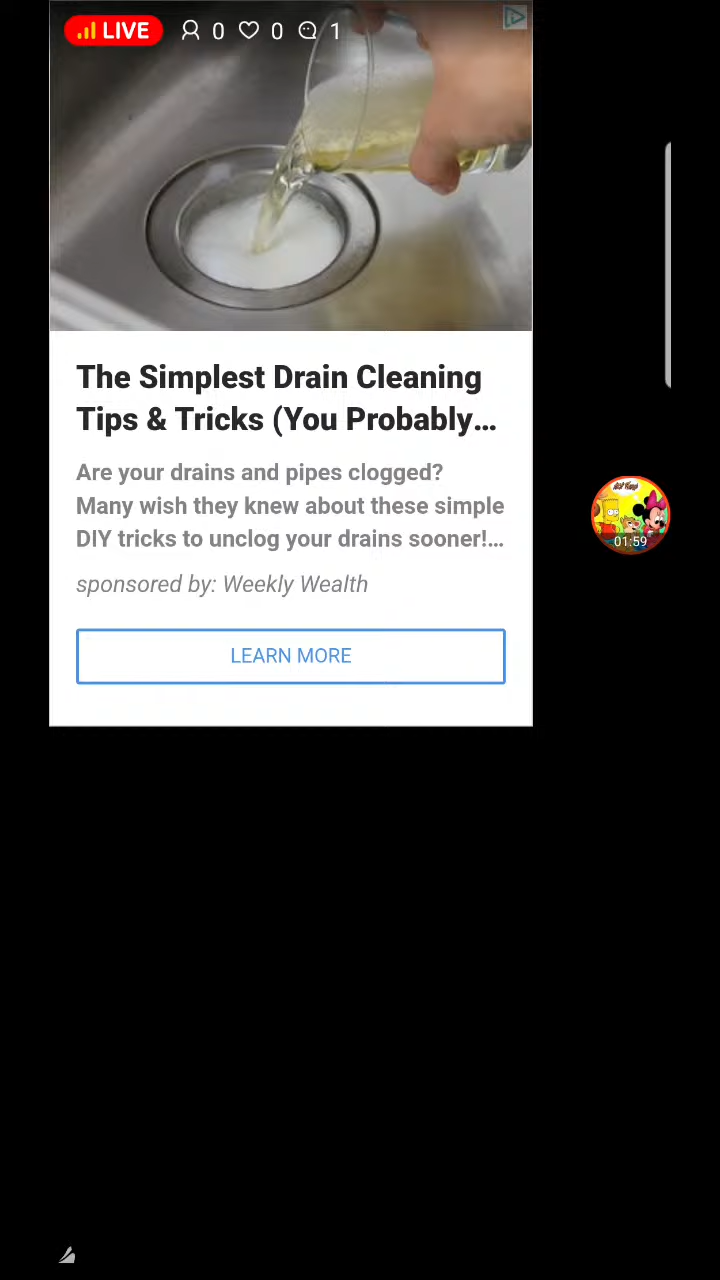 LIVE 0 0 1
The Simplest Drain Cleaning
Tips & Tricks (You Probably...
Are your drains and pipes clogged?
Many wish they knew about these simple
DIY tricks to unclog your drains sooner!...
sponsored by: Weekly Wealth
LEARN MORE
01:59